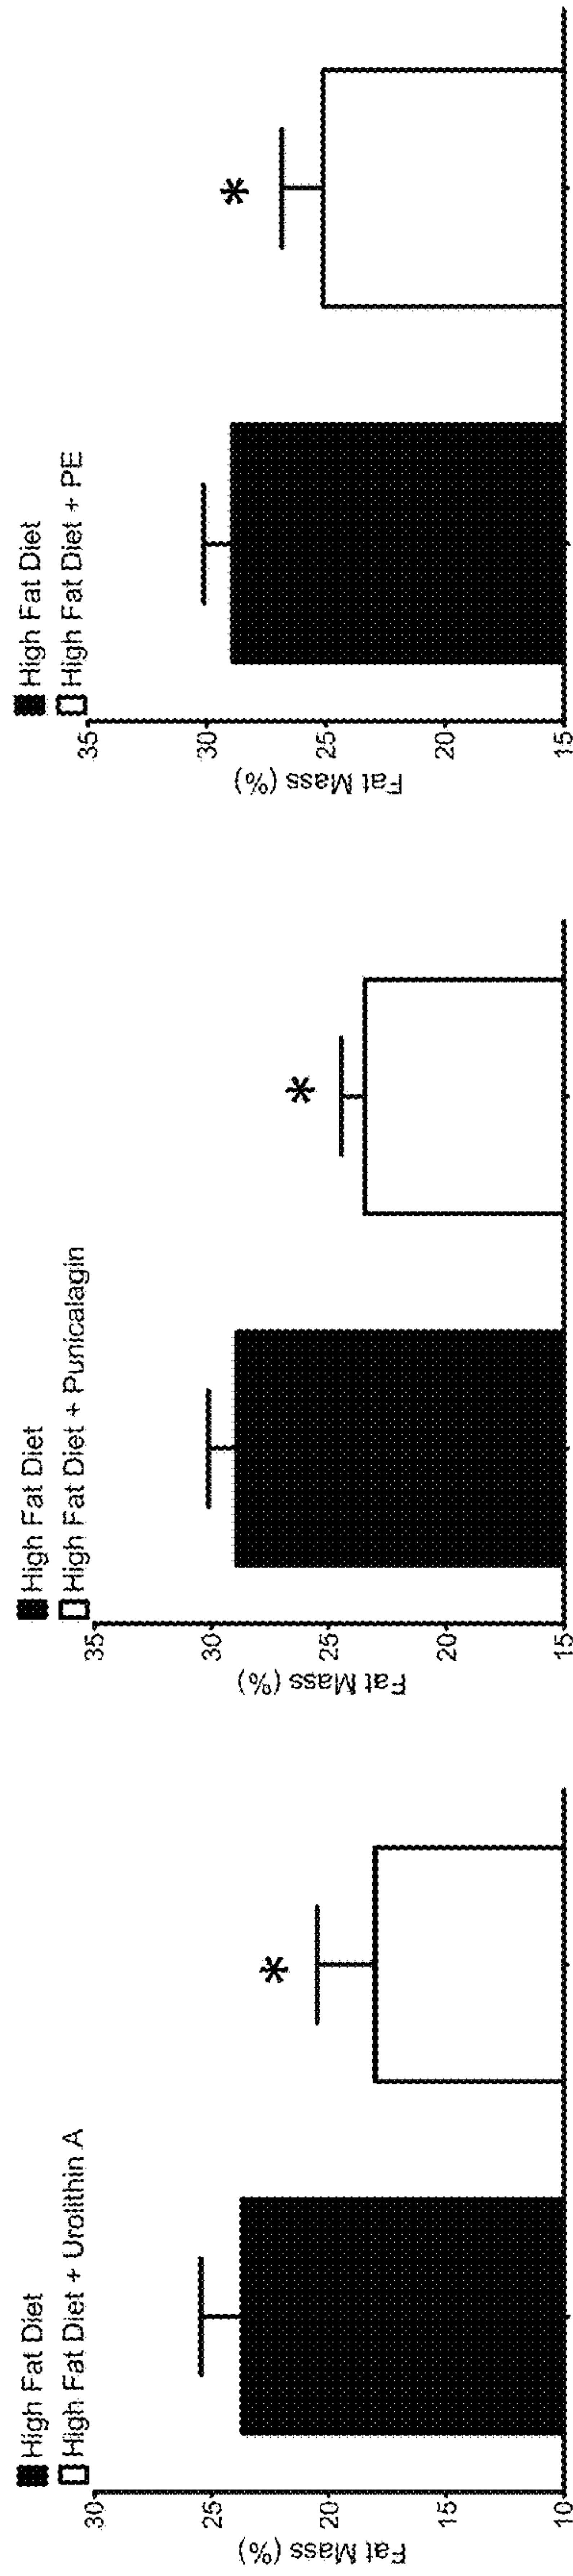 High Fat Diet
High Fat Diet + Urolithin A
Fat Mass (%)
30
25
20
15
10
*
High Fat Diet
High Fat Diet + Punicalagin
Fat Mass (%)
35
30
25
20
15
*
High Fat Diet
High Fat Diet + PE
Fat Mass (%)
35
30
25
20
15
*